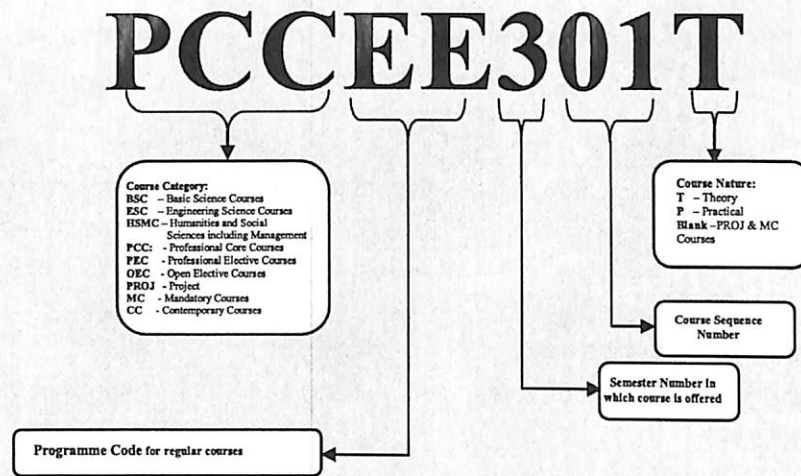 PCCEE301T
Course Category:
BSC – Basic Science Courses
ESC – Engineering Science Courses
HSMC – Humanities and Social
Sciences including Management
PCC: - Professional Core Courses
PEC - Professional Elective Courses
OEC - Open Elective Courses
PROJ - Project
MC - Mandatory Courses
CC - Contemporary Courses
Course Nature:
T – Theory
P – Practical
Blank –PROJ & MC
Courses
Course Sequence
Number
Semester Number in
which course is offered
Programme Code for regular courses